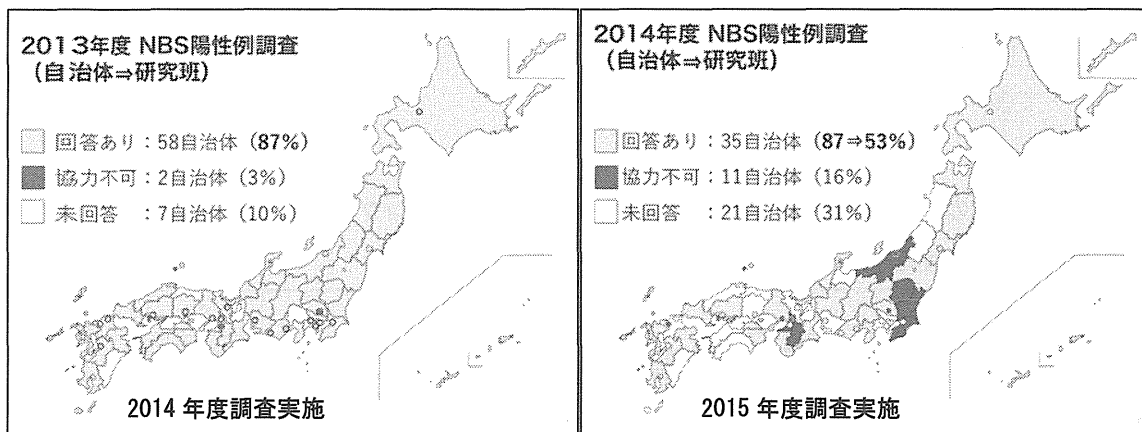 2013年度 NBS陽性例調査
(自治体⇒研究班)
回答あり：58自治体 (87%)
協力不可：2自治体 (3%)
未回答 ：7自治体 (10%)
2014 年度調査実施
2014年度 NBS陽性例調査
(自治体⇒研究班)
回答あり：35自治体 (87⇒53%)
協力不可：11自治体 (16%)
未回答 ：21自治体 (31%)
2015 年度調査実施